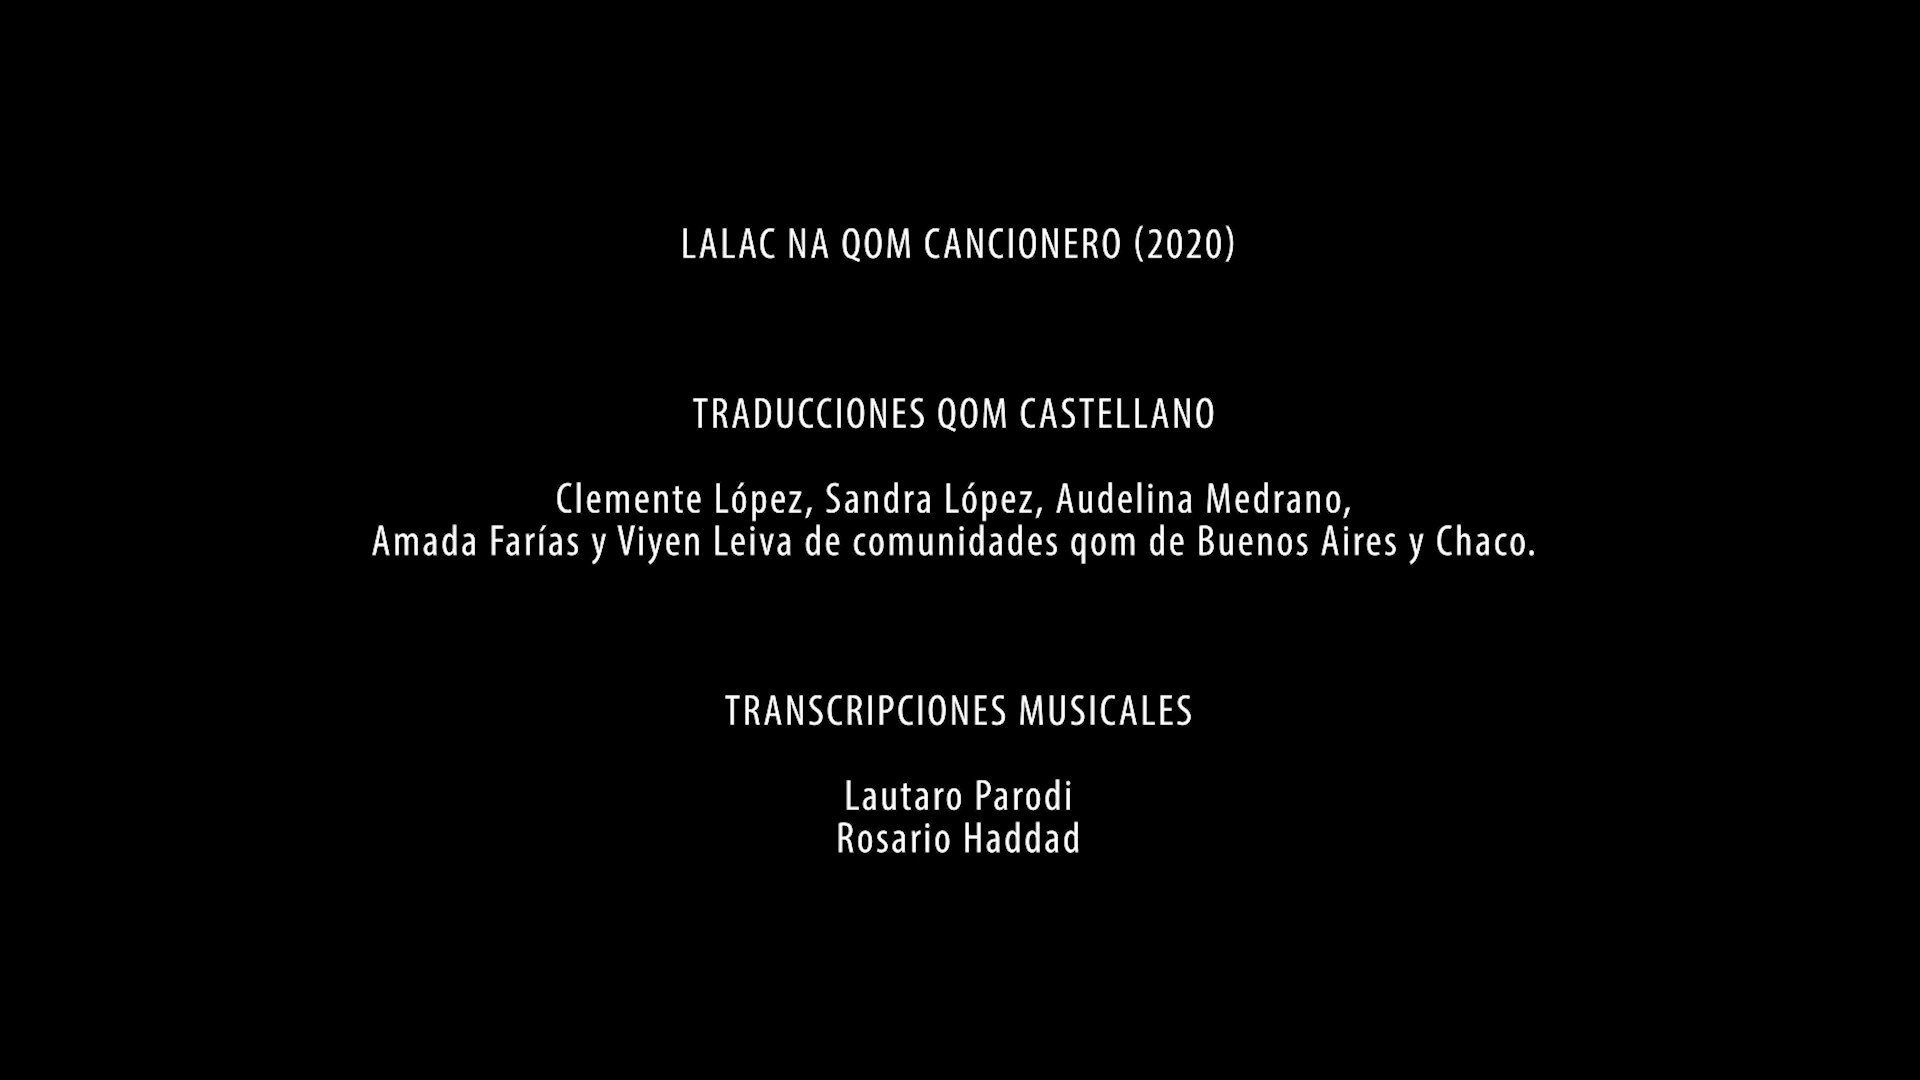 LALAC NA QOM CANCIONERO (2020)
TRADUCCIONES QOM CASTELLANO
Clemente López, Sandra López, Audelina Medrano,
Amada Farías y Viyen Leiva de comunidades qom de Buenos Aires y Chaco.
TRANSCRIPCIONES MUSICALES
Lautaro Parodi
Rosario Haddad